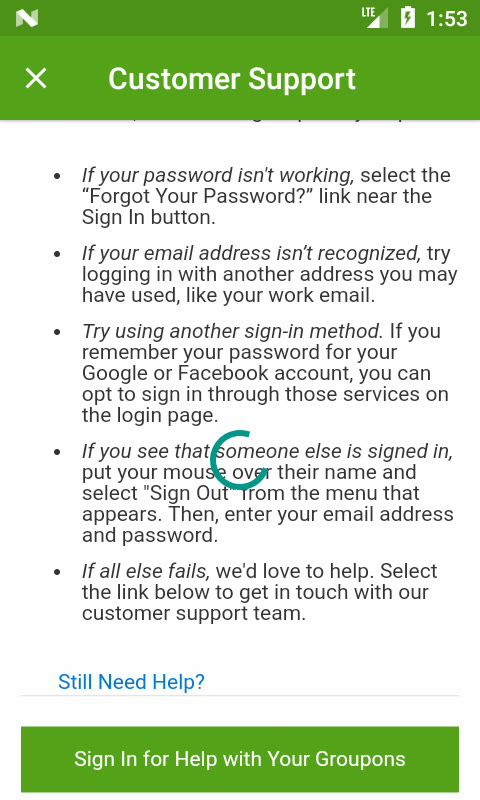 LTE 1:53
Customer Support
• If your password isn't working, select the
“Forgot Your Password?” link near the
Sign In button.
• If your email address isn’t recognized, try
logging in with another address you may
have used, like your work email.
• Try using another sign-in method. If you
remember your password for your
Google or Facebook account, you can
opt to sign in through those services on
the login page.
• If you see that someone else is signed in,
put your mouse over their name and
select "Sign Out" from the menu that
appears. Then, enter your email address
and password.
• If all else fails, we'd love to help. Select
the link below to get in touch with our
customer support team.
Still Need Help?
Sign In for Help with Your Groupons